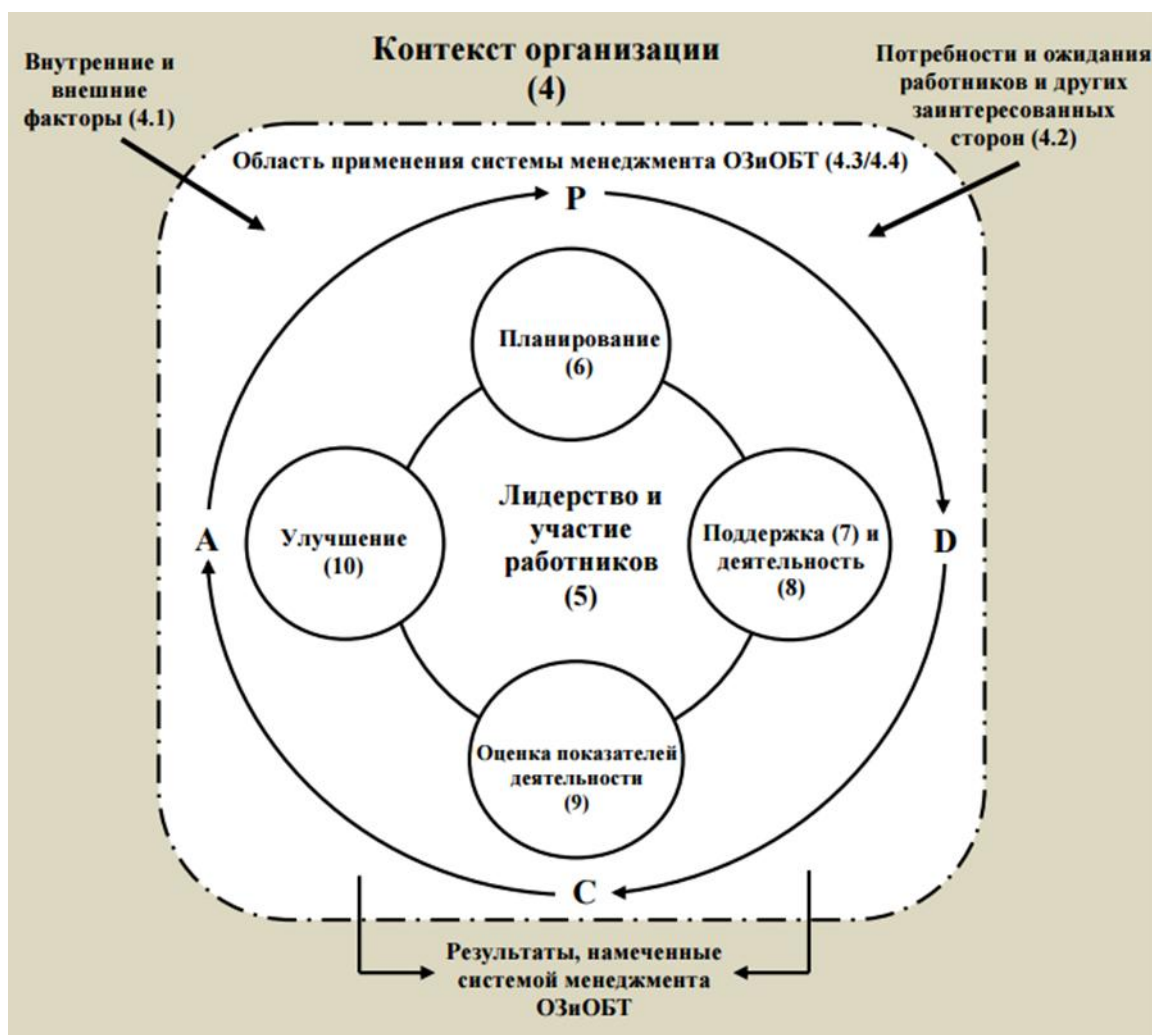 Контекст организации
(4)
Внутренние и
внешние
факторы (4.1)
Потребности и ожидания
работников и других
заинтересованных
сторон (4.2)
Область применения системы менеджмента ОЗиОБТ (4.3/4.4)
P
Планирование
(6)
Лидерство и
участие
работников
(5)
A
Улучшение
(10)
Поддержка (7) и
деятельность
(8)
D
Оценка показателей
деятельности
(9)
C
Результаты, намеченные
системой менеджмента
ОЗиОБТ